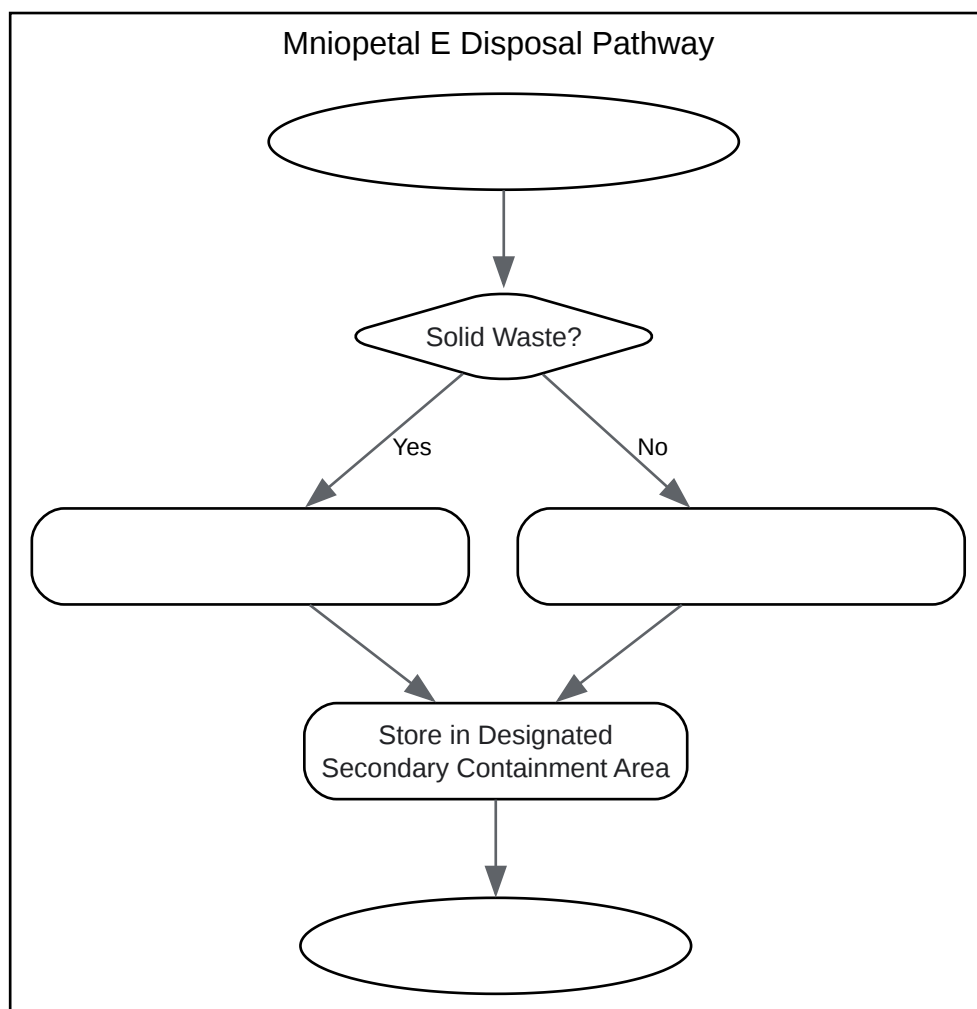 Mniopetal E Disposal Pathway
Solid Waste?
Yes
No
Store in Designated
Secondary Containment Area